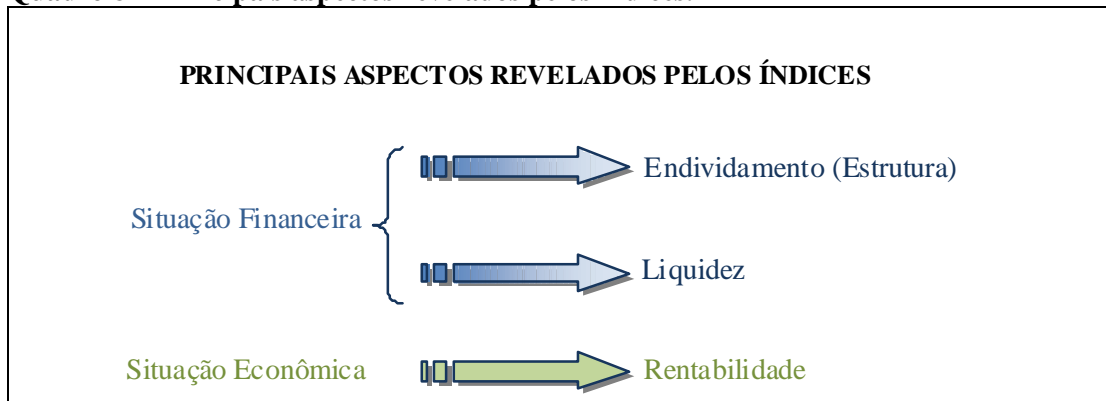 PRINCIPAIS ASPECTOS REVELADOS PELOS ÍNDICES
Endividamento (Estrutura)
Situação Financeira
Liquidez
Situação Econômica
Rentabilidade